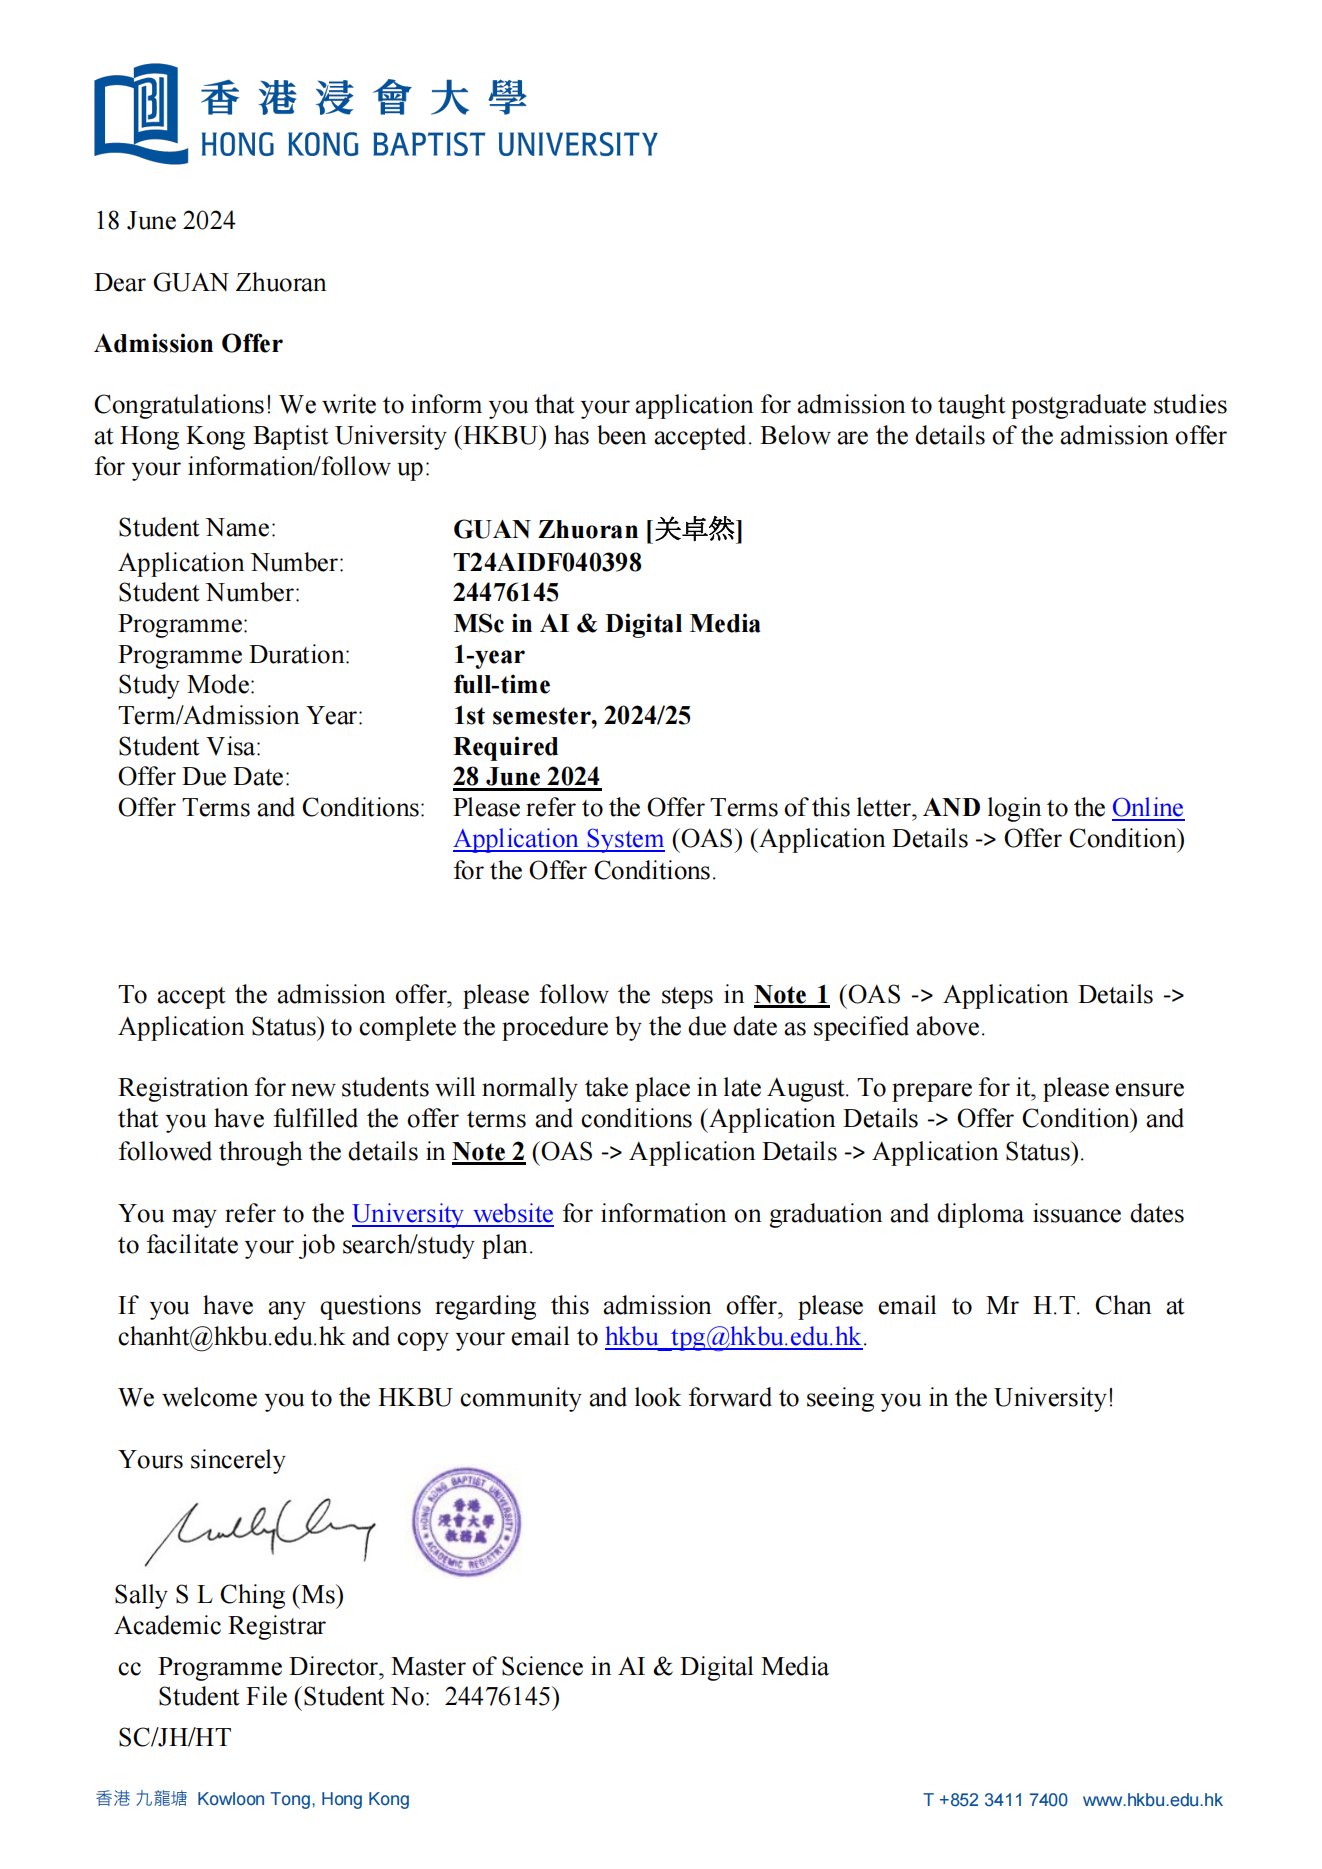 香港浸會大學
HONG KONG BAPTIST UNIVERSITY
18 June 2024
Dear GUAN Zhuoran
Admission Offer
Congratulations! We write to inform you that your application for admission to taught postgraduate studies
at Hong Kong Baptist University (HKBU) has been accepted. Below are the details of the admission offer
for your information/follow up:
Student Name: GUAN Zhuoran [关卓然]
Application Number: T24AIDF040398
Student Number: 24476145
Programme: MSc in AI & Digital Media
Programme Duration: 1-year
Study Mode: full-time
Term/Admission Year: 1st semester, 2024/25
Student Visa: Required
Offer Due Date: 28 June 2024
Offer Terms and Conditions: Please refer to the Offer Terms of this letter, AND login to the Online
Application System (OAS) (Application Details -> Offer Condition)
for the Offer Conditions.
To accept the admission offer, please follow the steps in Note 1 (OAS -> Application Details ->
Application Status) to complete the procedure by the due date as specified above.
Registration for new students will normally take place in late August. To prepare for it, please ensure
that you have fulfilled the offer terms and conditions (Application Details -> Offer Condition) and
followed through the details in Note 2 (OAS -> Application Details -> Application Status).
You may refer to the University website for information on graduation and diploma issuance dates
to facilitate your job search/study plan.
If you have any questions regarding this admission offer, please email to Mr H.T. Chan at
chanht@hkbu.edu.hk and copy your email to hkbu_tpg@hkbu.edu.hk.
We welcome you to the HKBU community and look forward to seeing you in the University!
Yours sincerely
HONG KONG BAPTIST UNIVERSITY
香港
浸會大學
教務處
ACADEMIC REGISTRY
Sally S L Ching (Ms)
Academic Registrar
cc Programme Director, Master of Science in AI & Digital Media
Student File (Student No: 24476145)
SC/JH/HT
香港 九龍塘 Kowloon Tong, Hong Kong T +852 3411 7400 www.hkbu.edu.hk